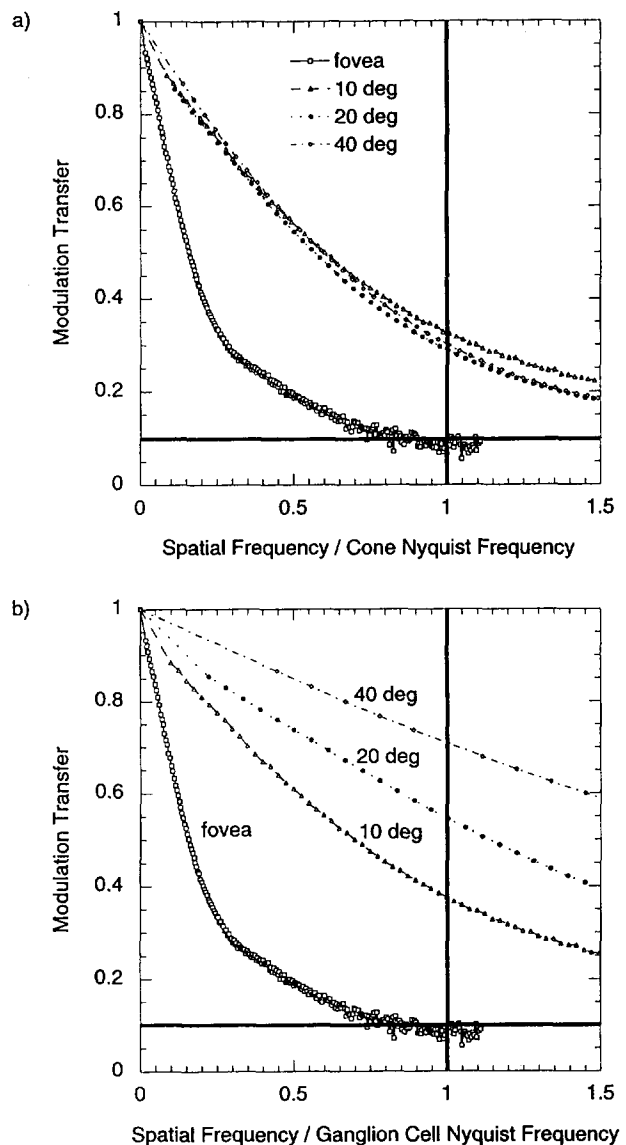 a)
1
0.8
0.6
0.4
0.2
0
Modulation Transfer
fovea
10 deg
20 deg
40 deg
0
0.5
1
1.5
Spatial Frequency / Cone Nyquist Frequency
b)
1
0.8
0.6
0.4
0.2
0
Modulation Transfer
40 deg
20 deg
10 deg
fovea
0
0.5
1
1.5
Spatial Frequency / Ganglion Cell Nyquist Frequency